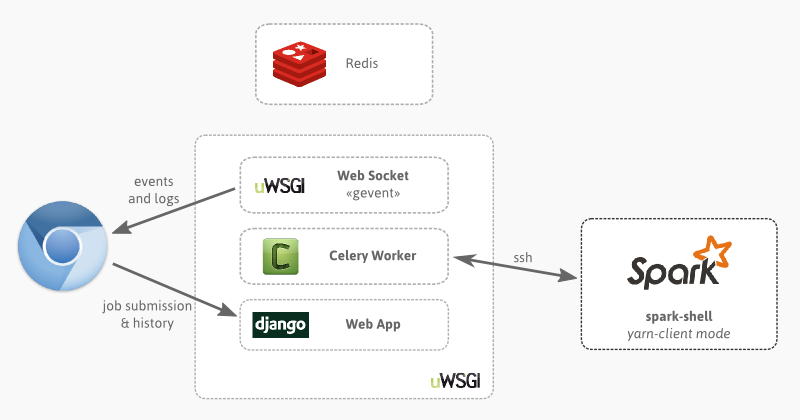 Redis
uWSGI
Web Socket
«gevent»
events
and logs
C
Celery Worker
ssh
job submission
& history
django
Web App
uWSGI
Spark
spark-shell
yarn-client mode